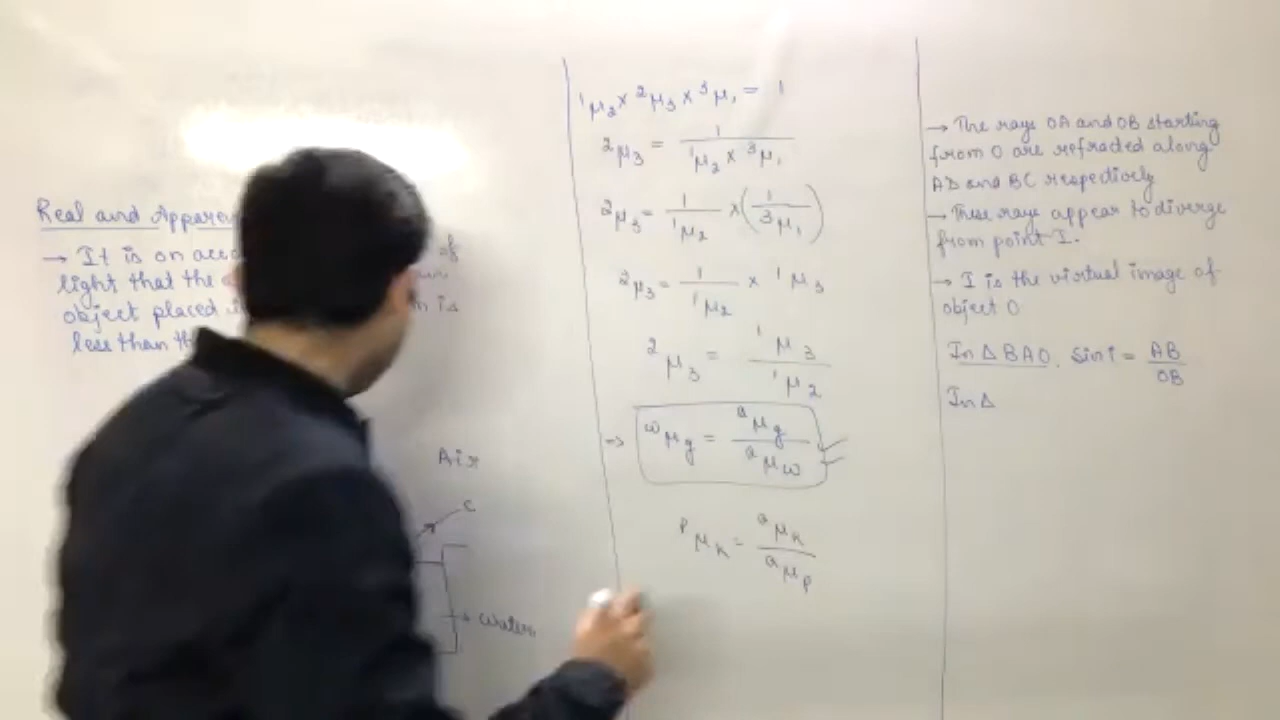 Real and Appare
→ It is on acco of
light that the
object placed i is
less than th
Air
C
→ Water
¹μ₂ × ²μ₃ × ³μ₁ = 1
²μ₃ = 1 / (¹μ₂ × ³μ₁)
²μ₃ = 1/¹μ₂ × (1/³μ₁)
²μ₃ = 1/¹μ₂ × ¹μ₃
²μ₃ = ¹μ₃ / ¹μ₂
⇒ ʷμg = ᵃμg / ᵃμω
ᴾμk = ᵃμk / ᵃμp
→ The rays OA and OB starting
from O are refracted along
AD and BC respectively
→ These rays appear to diverge
from point I.
→ I is the virtual image of
object O
In Δ BAO, Sin i = AB/OB
In Δ